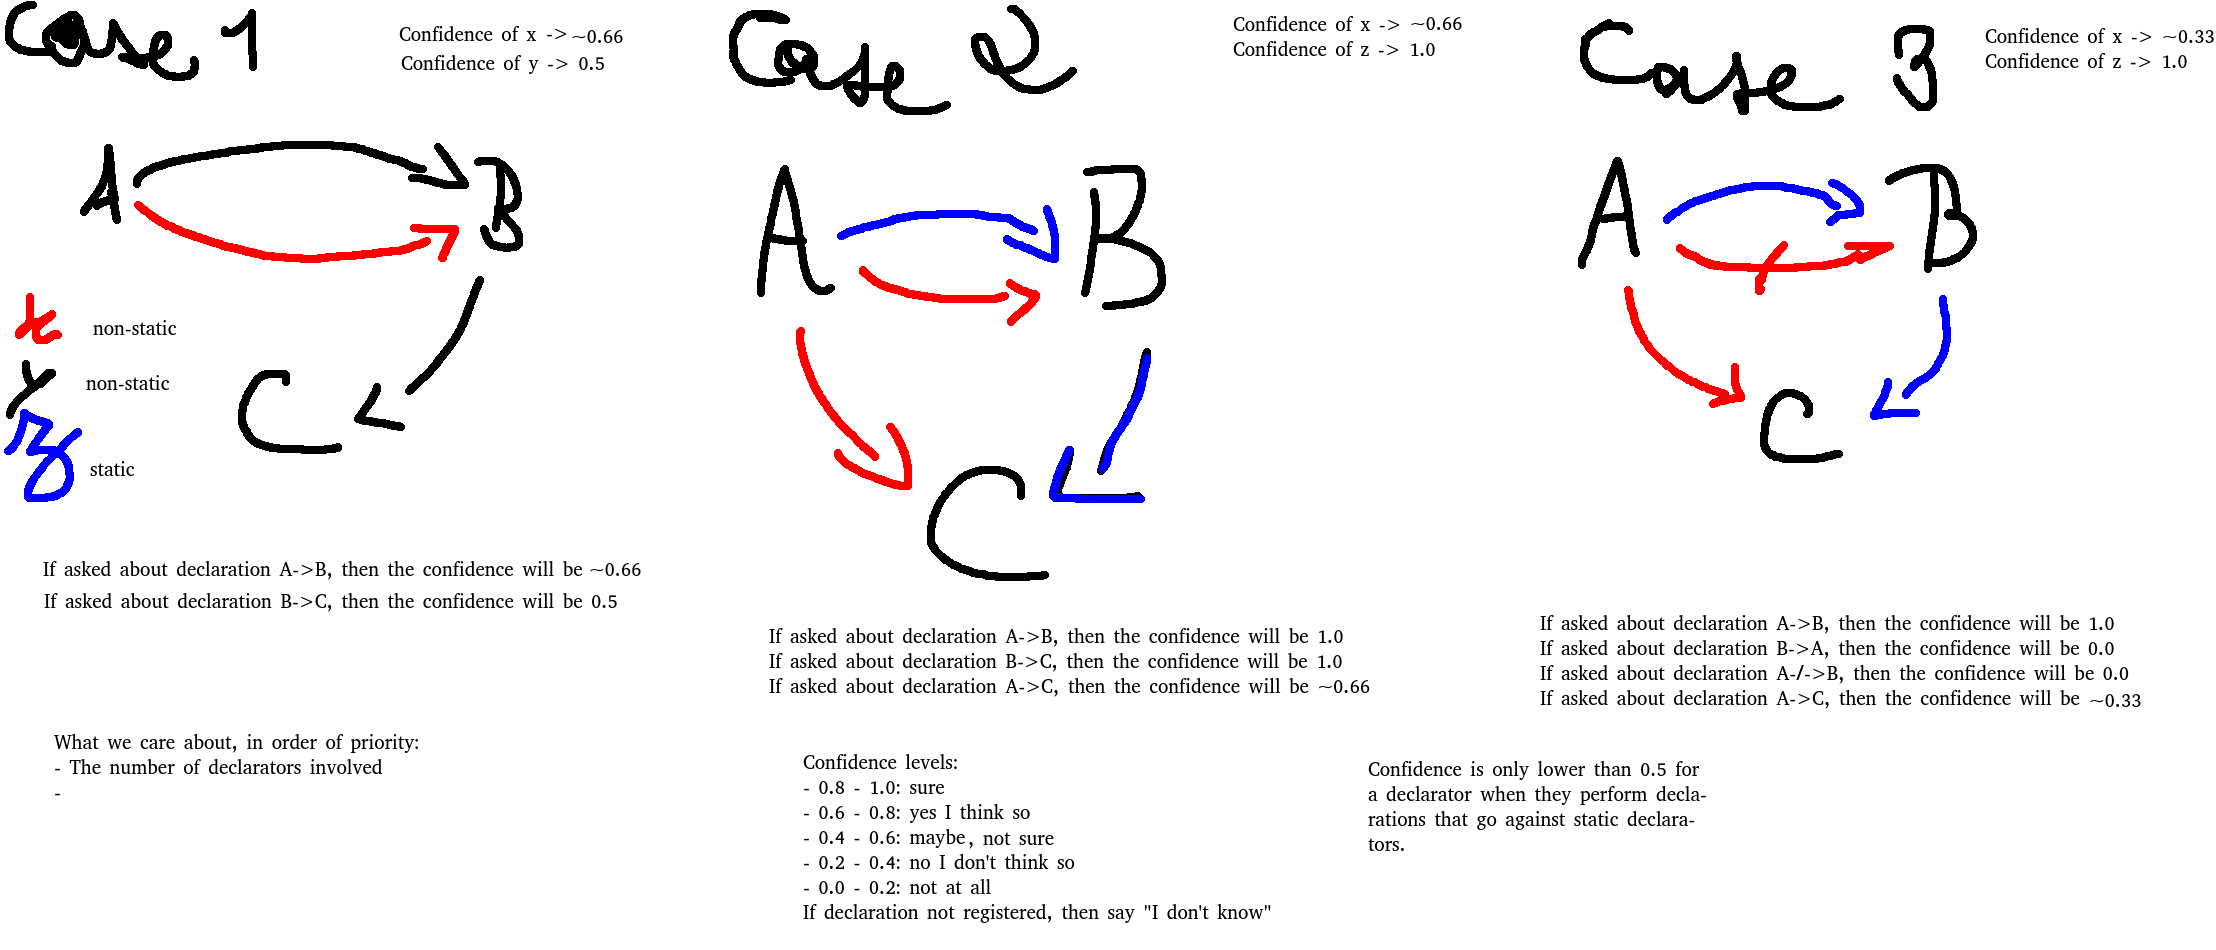 Case 1
Confidence of x -> ~0.66
Confidence of y -> 0.5
A
B
C
x non-static
y non-static
z static
If asked about declaration A->B, then the confidence will be ~0.66
If asked about declaration B->C, then the confidence will be 0.5
What we care about, in order of priority:
- The number of declarators involved
-
Case 2
Confidence of x -> ~0.66
Confidence of z -> 1.0
A
B
C
If asked about declaration A->B, then the confidence will be 1.0
If asked about declaration B->C, then the confidence will be 1.0
If asked about declaration A->C, then the confidence will be ~0.66
Confidence levels:
- 0.8 - 1.0: sure
- 0.6 - 0.8: yes I think so
- 0.4 - 0.6: maybe, not sure
- 0.2 - 0.4: no I don't think so
- 0.0 - 0.2: not at all
If declaration not registered, then say "I don't know"
Case 3
Confidence of x -> ~0.33
Confidence of z -> 1.0
A
B
C
If asked about declaration A->B, then the confidence will be 1.0
If asked about declaration B->A, then the confidence will be 0.0
If asked about declaration A-/->B, then the confidence will be 0.0
If asked about declaration A->C, then the confidence will be ~0.33
Confidence is only lower than 0.5 for
a declarator when they perform decla-
rations that go against static declara-
tors.